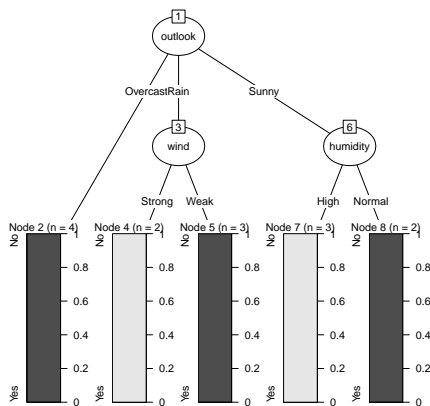 1
outlook
OvercastRain Sunny
3 6
wind humidity
Strong Weak High Normal
Node 2 (n = 4) Node 4 (n = 2) Node 5 (n = 3) Node 7 (n = 3) Node 8 (n = 2)
No 1 No 1 No 1 No 1 No 1
0.8 0.8 0.8 0.8 0.8
0.6 0.6 0.6 0.6 0.6
0.4 0.4 0.4 0.4 0.4
0.2 0.2 0.2 0.2 0.2
Yes 0 Yes 0 Yes 0 Yes 0 Yes 0